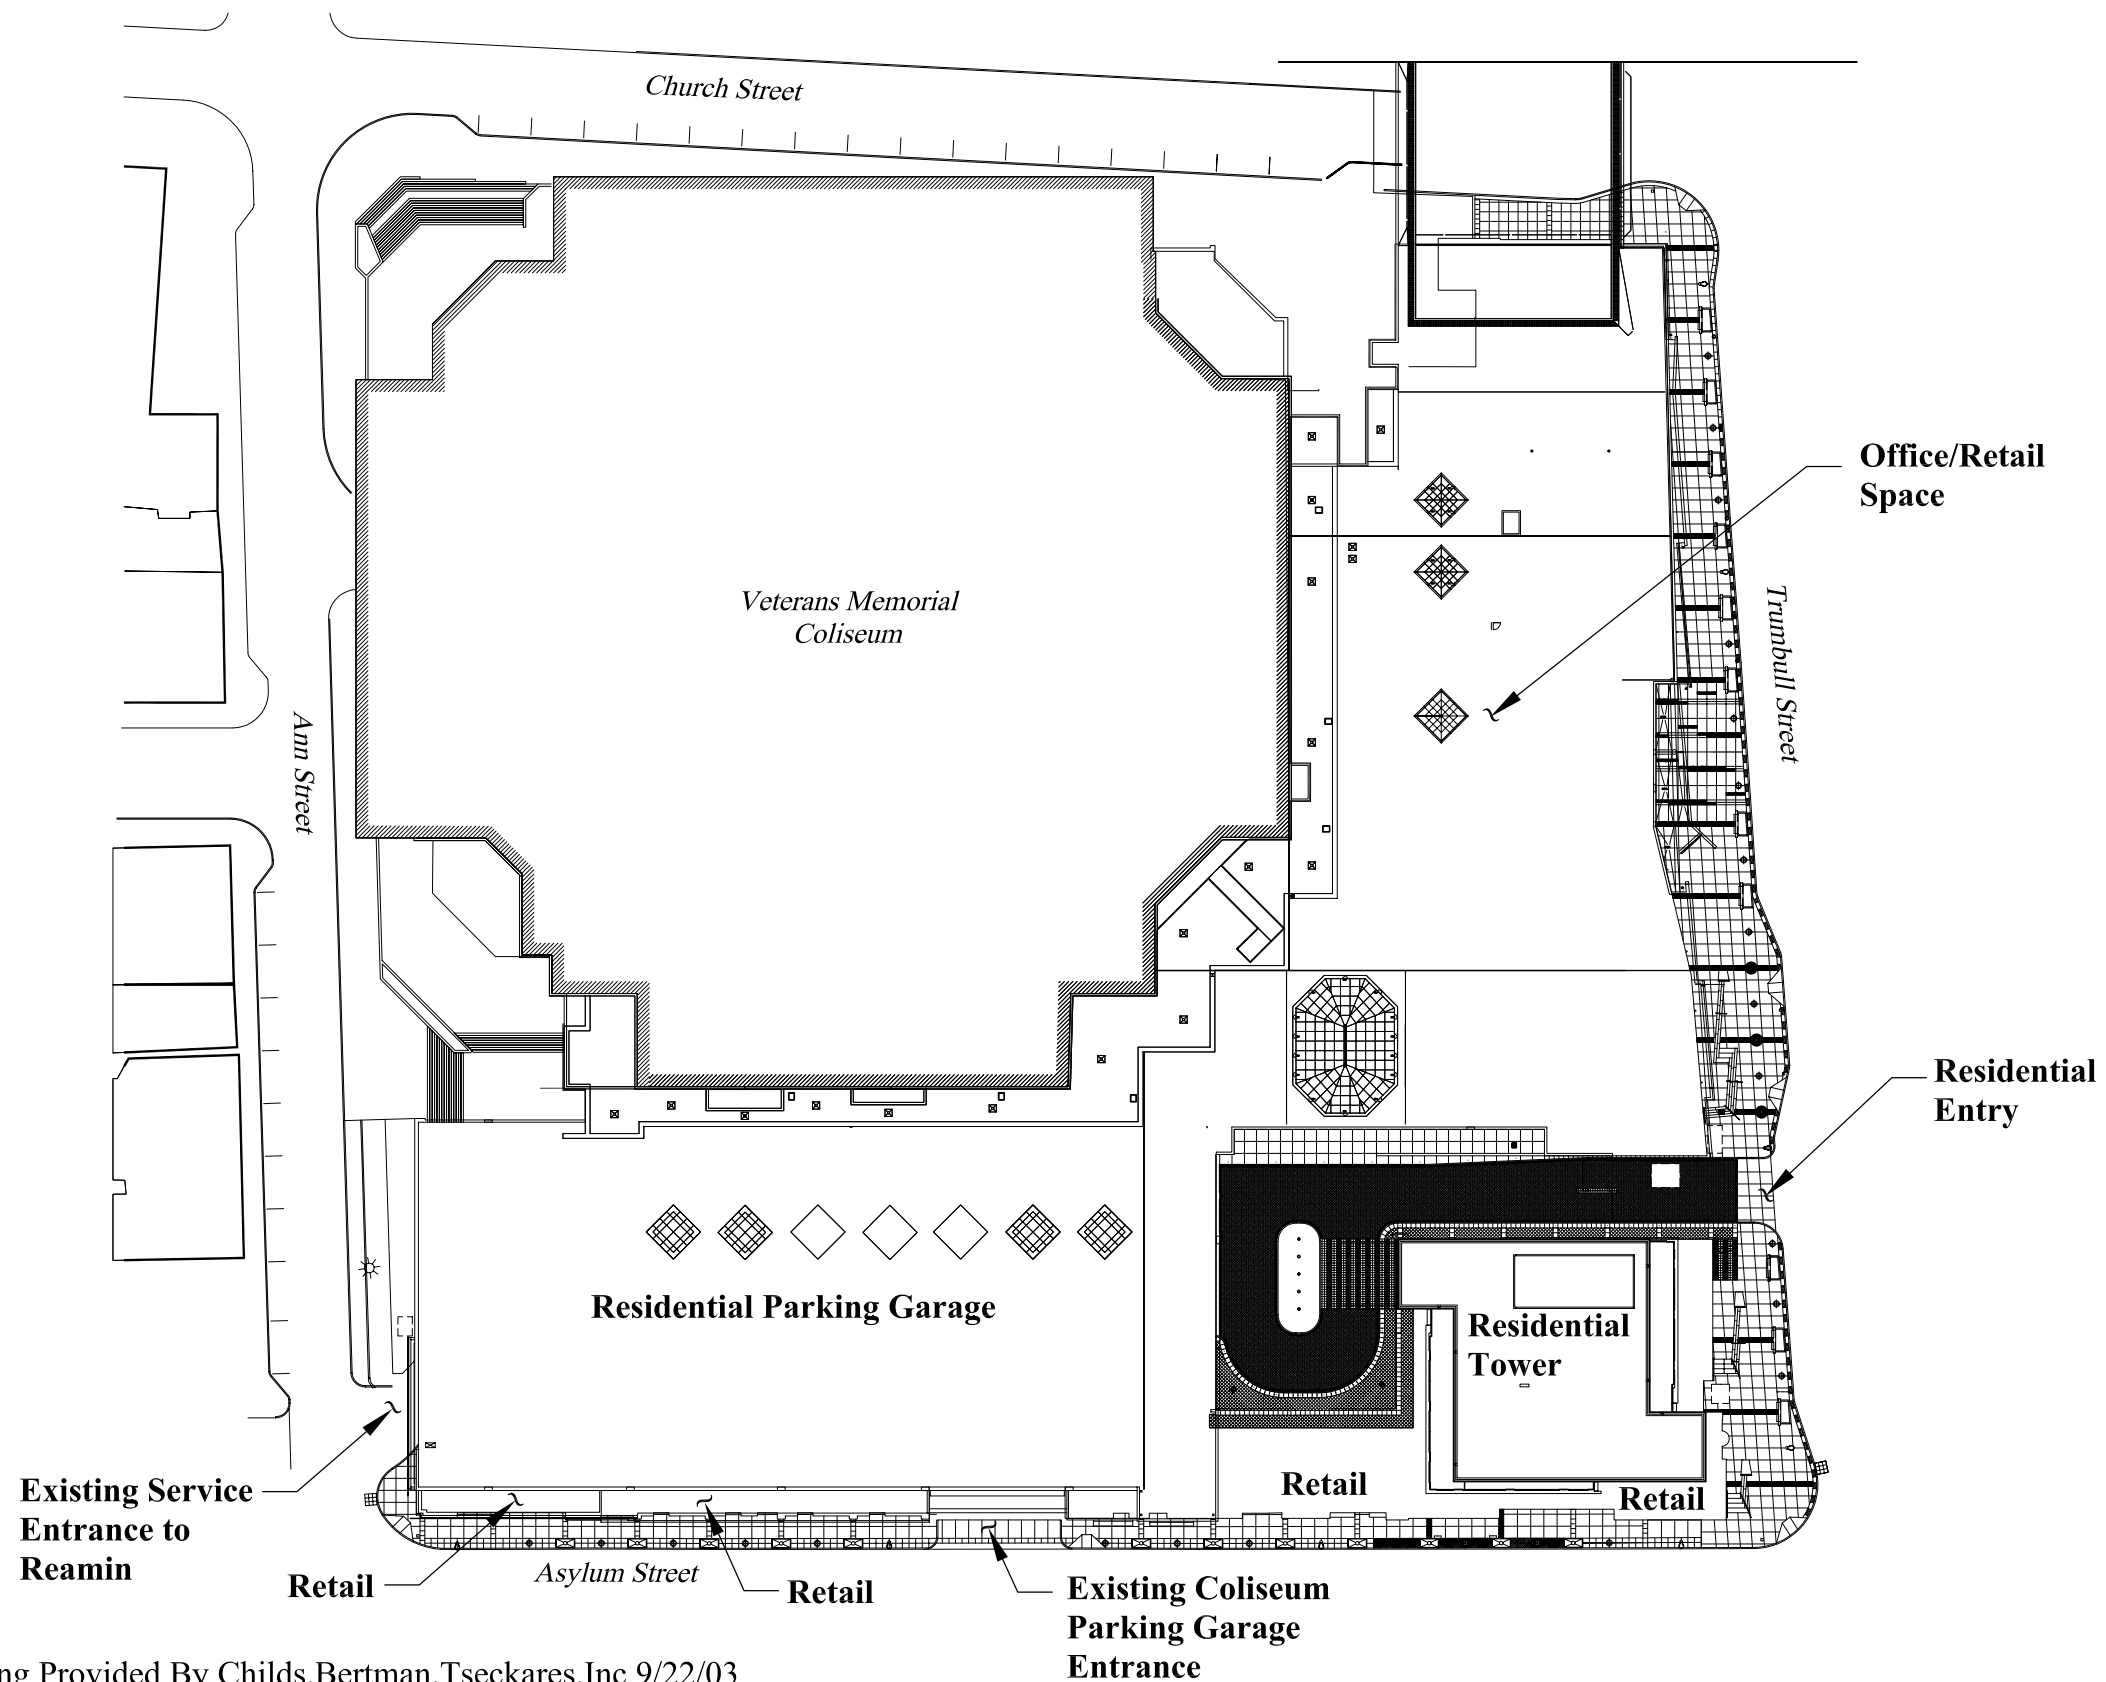 Church Street
Office/Retail
Space
Veterans Memorial
Coliseum
Trumbull Street
Ann Street
Residential
Entry
Residential Parking Garage
Residential
Tower
Existing Service
Entrance to
Reamin
Retail
Retail
Retail
Retail
Asylum Street
Existing Coliseum
Parking Garage
Entrance
ng Provided By Childs.Bertman.Tseckares.Inc 9/22/03